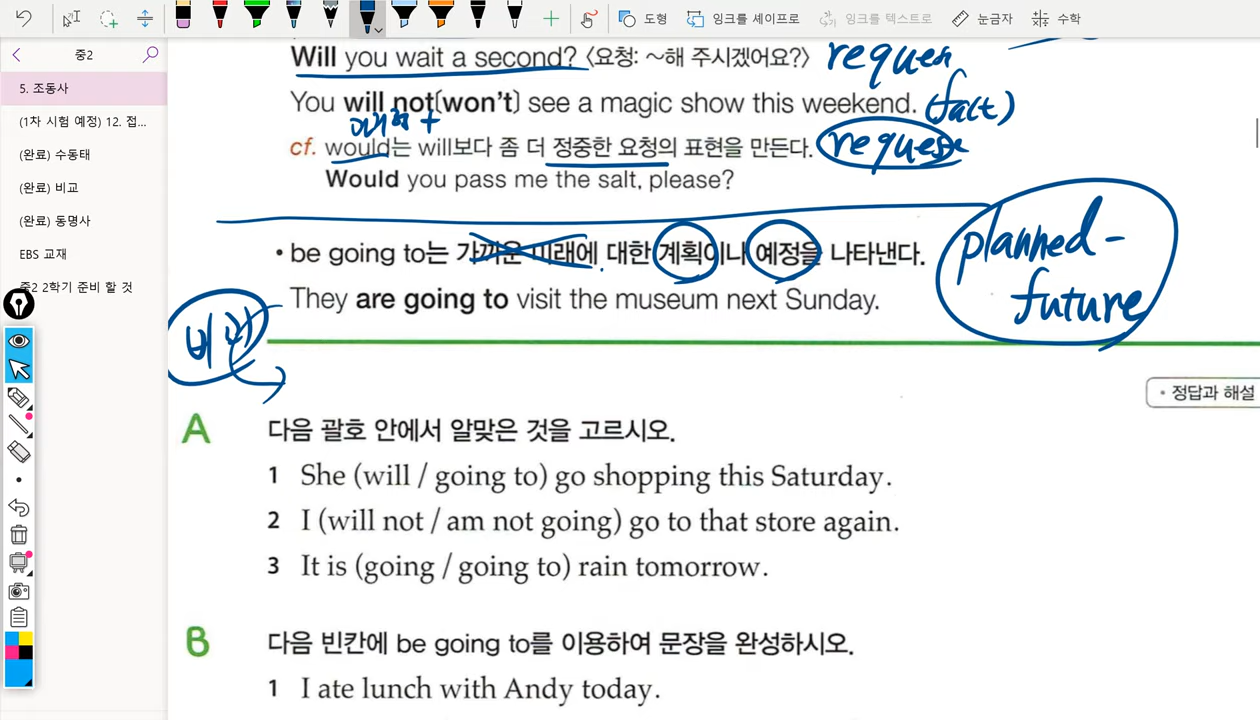 도형
잉크를 셰이프로
잉크를 텍스트로
눈금자
수학
중2
5. 조동사
(1차 시험 예정) 12. 접...
(완료) 수동태
(완료) 비교
(완료) 동명사
EBS 교재
중2 2학기 준비 할 것
Will you wait a second? 〈요청: ~해 주시겠어요?〉 reques
You will not[won't] see a magic show this weekend. (fact)
cf. would는 will보다 좀 더 정중한 요청의 표현을 만든다. request
Would you pass me the salt, please?
• be going to는 가까운 미래에 대한 계획이나 예정을 나타낸다.
planned-
future
They are going to visit the museum next Sunday.
• 정답과 해설
A 다음 괄호 안에서 알맞은 것을 고르시오.
1 She (will / going to) go shopping this Saturday.
2 I (will not / am not going) go to that store again.
3 It is (going / going to) rain tomorrow.
B 다음 빈칸에 be going to를 이용하여 문장을 완성하시오.
1 I ate lunch with Andy today.